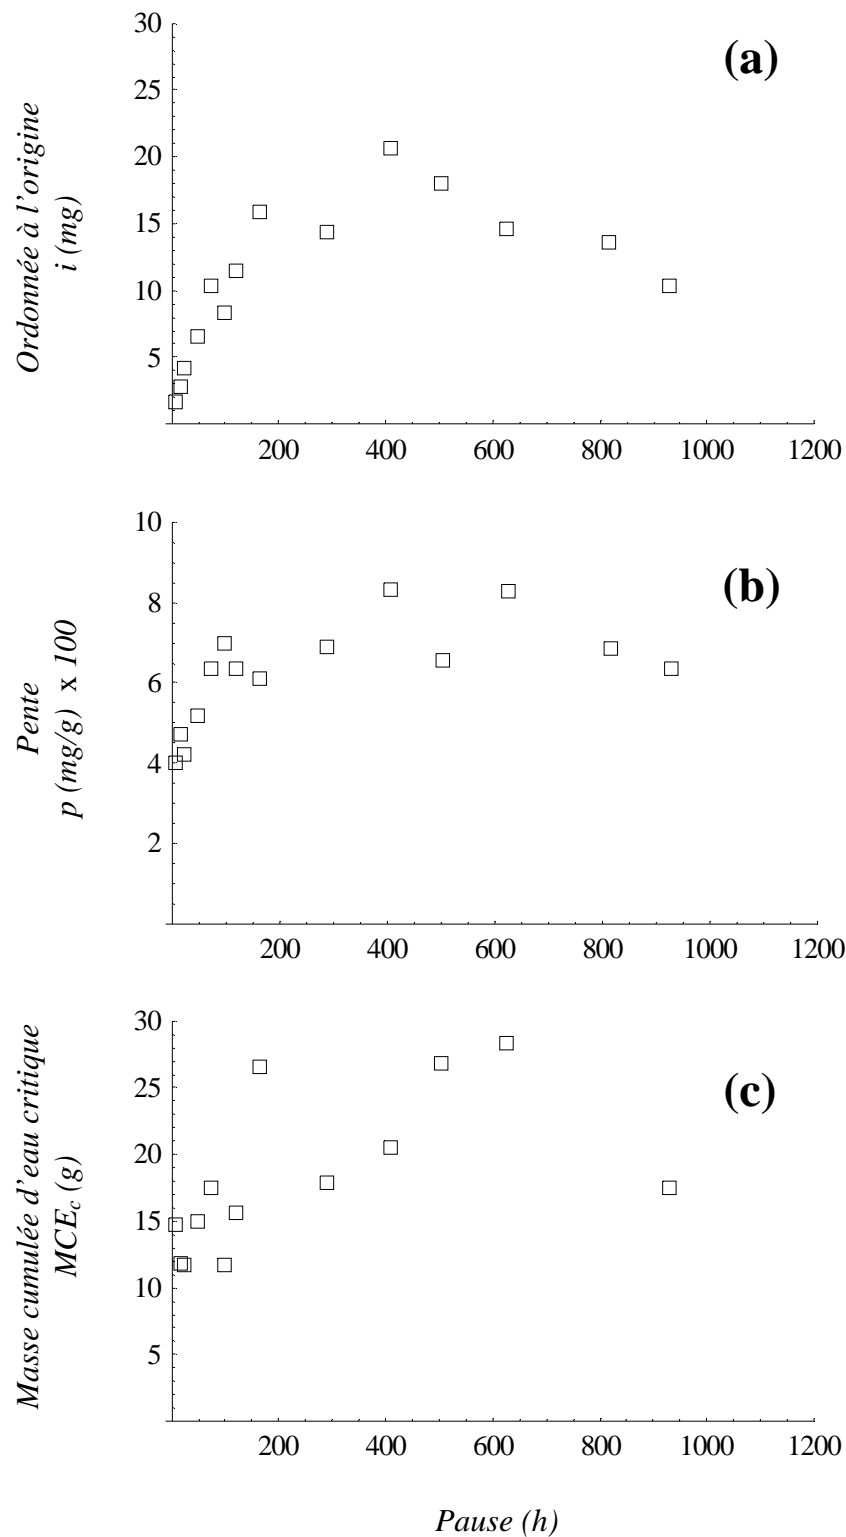 30
(a)
25
20
15
10
5
Ordonnée à l'origine
i (mg)
200 400 600 800 1000 1200
10
(b)
8
6
4
2
Pente
p (mg/g) x 100
200 400 600 800 1000 1200
30
(c)
25
20
15
10
5
Masse cumulée d'eau critique
MCEc (g)
200 400 600 800 1000 1200
Pause (h)